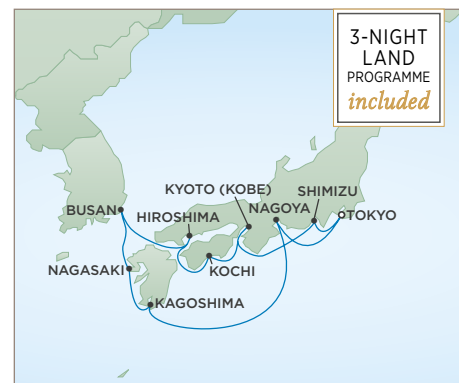 3-NIGHT
LAND
PROGRAMME
included
KYOTO (KOBE)
SHIMIZU
NAGOYA
BUSAN
HIROSHIMA
TOKYO
NAGASAKI
KOCHI
KAGOSHIMA